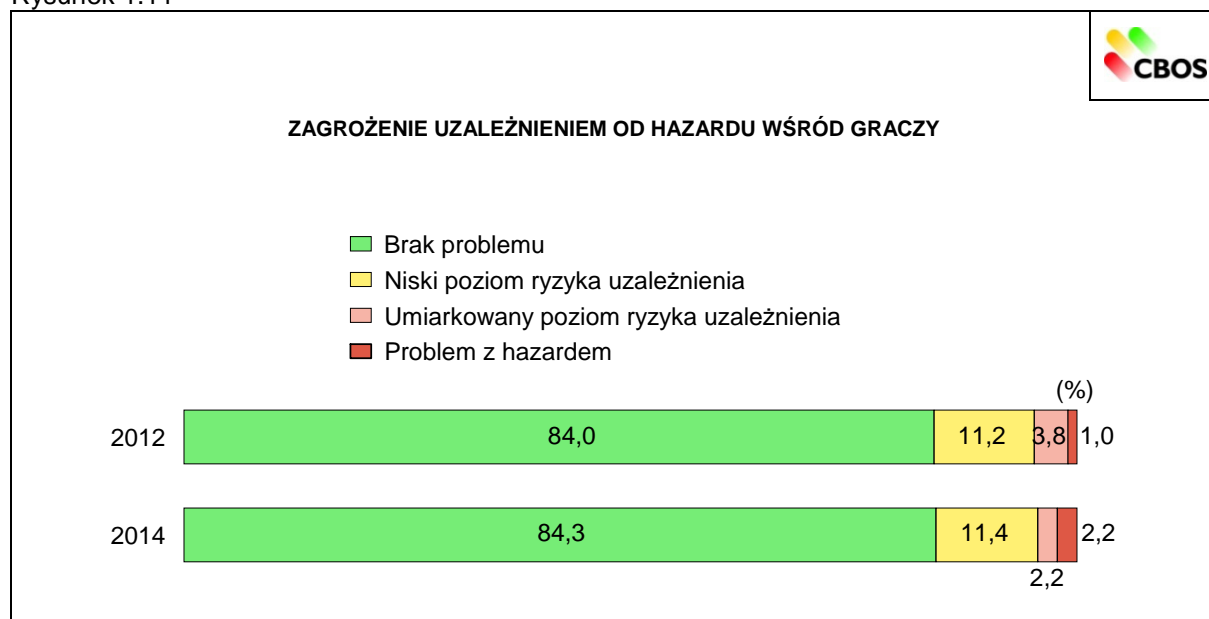 CBOS
ZAGROŻENIE UZALEŻNIENIEM OD HAZARDU WŚRÓD GRACZY
Brak problemu
Niski poziom ryzyka uzależnienia
Umiarkowany poziom ryzyka uzależnienia
Problem z hazardem
(%)
2012 84,0 11,2 3,8 1,0
2014 84,3 11,4 2,2
2,2